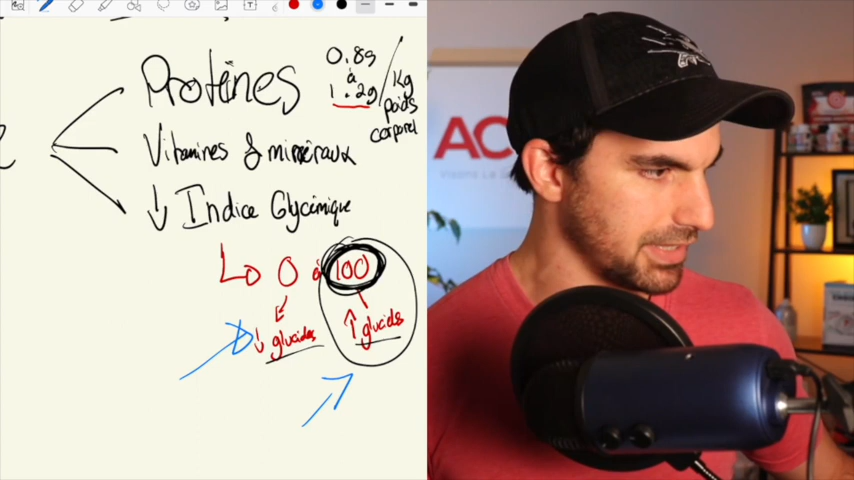 Protéines
0.8g
à
1.2g / Kg
poids
corporel
Vitamines & minéraux
↓ Indice Glycémique
↳ 0 à 100
↓ glucides
↑ glucides
AC